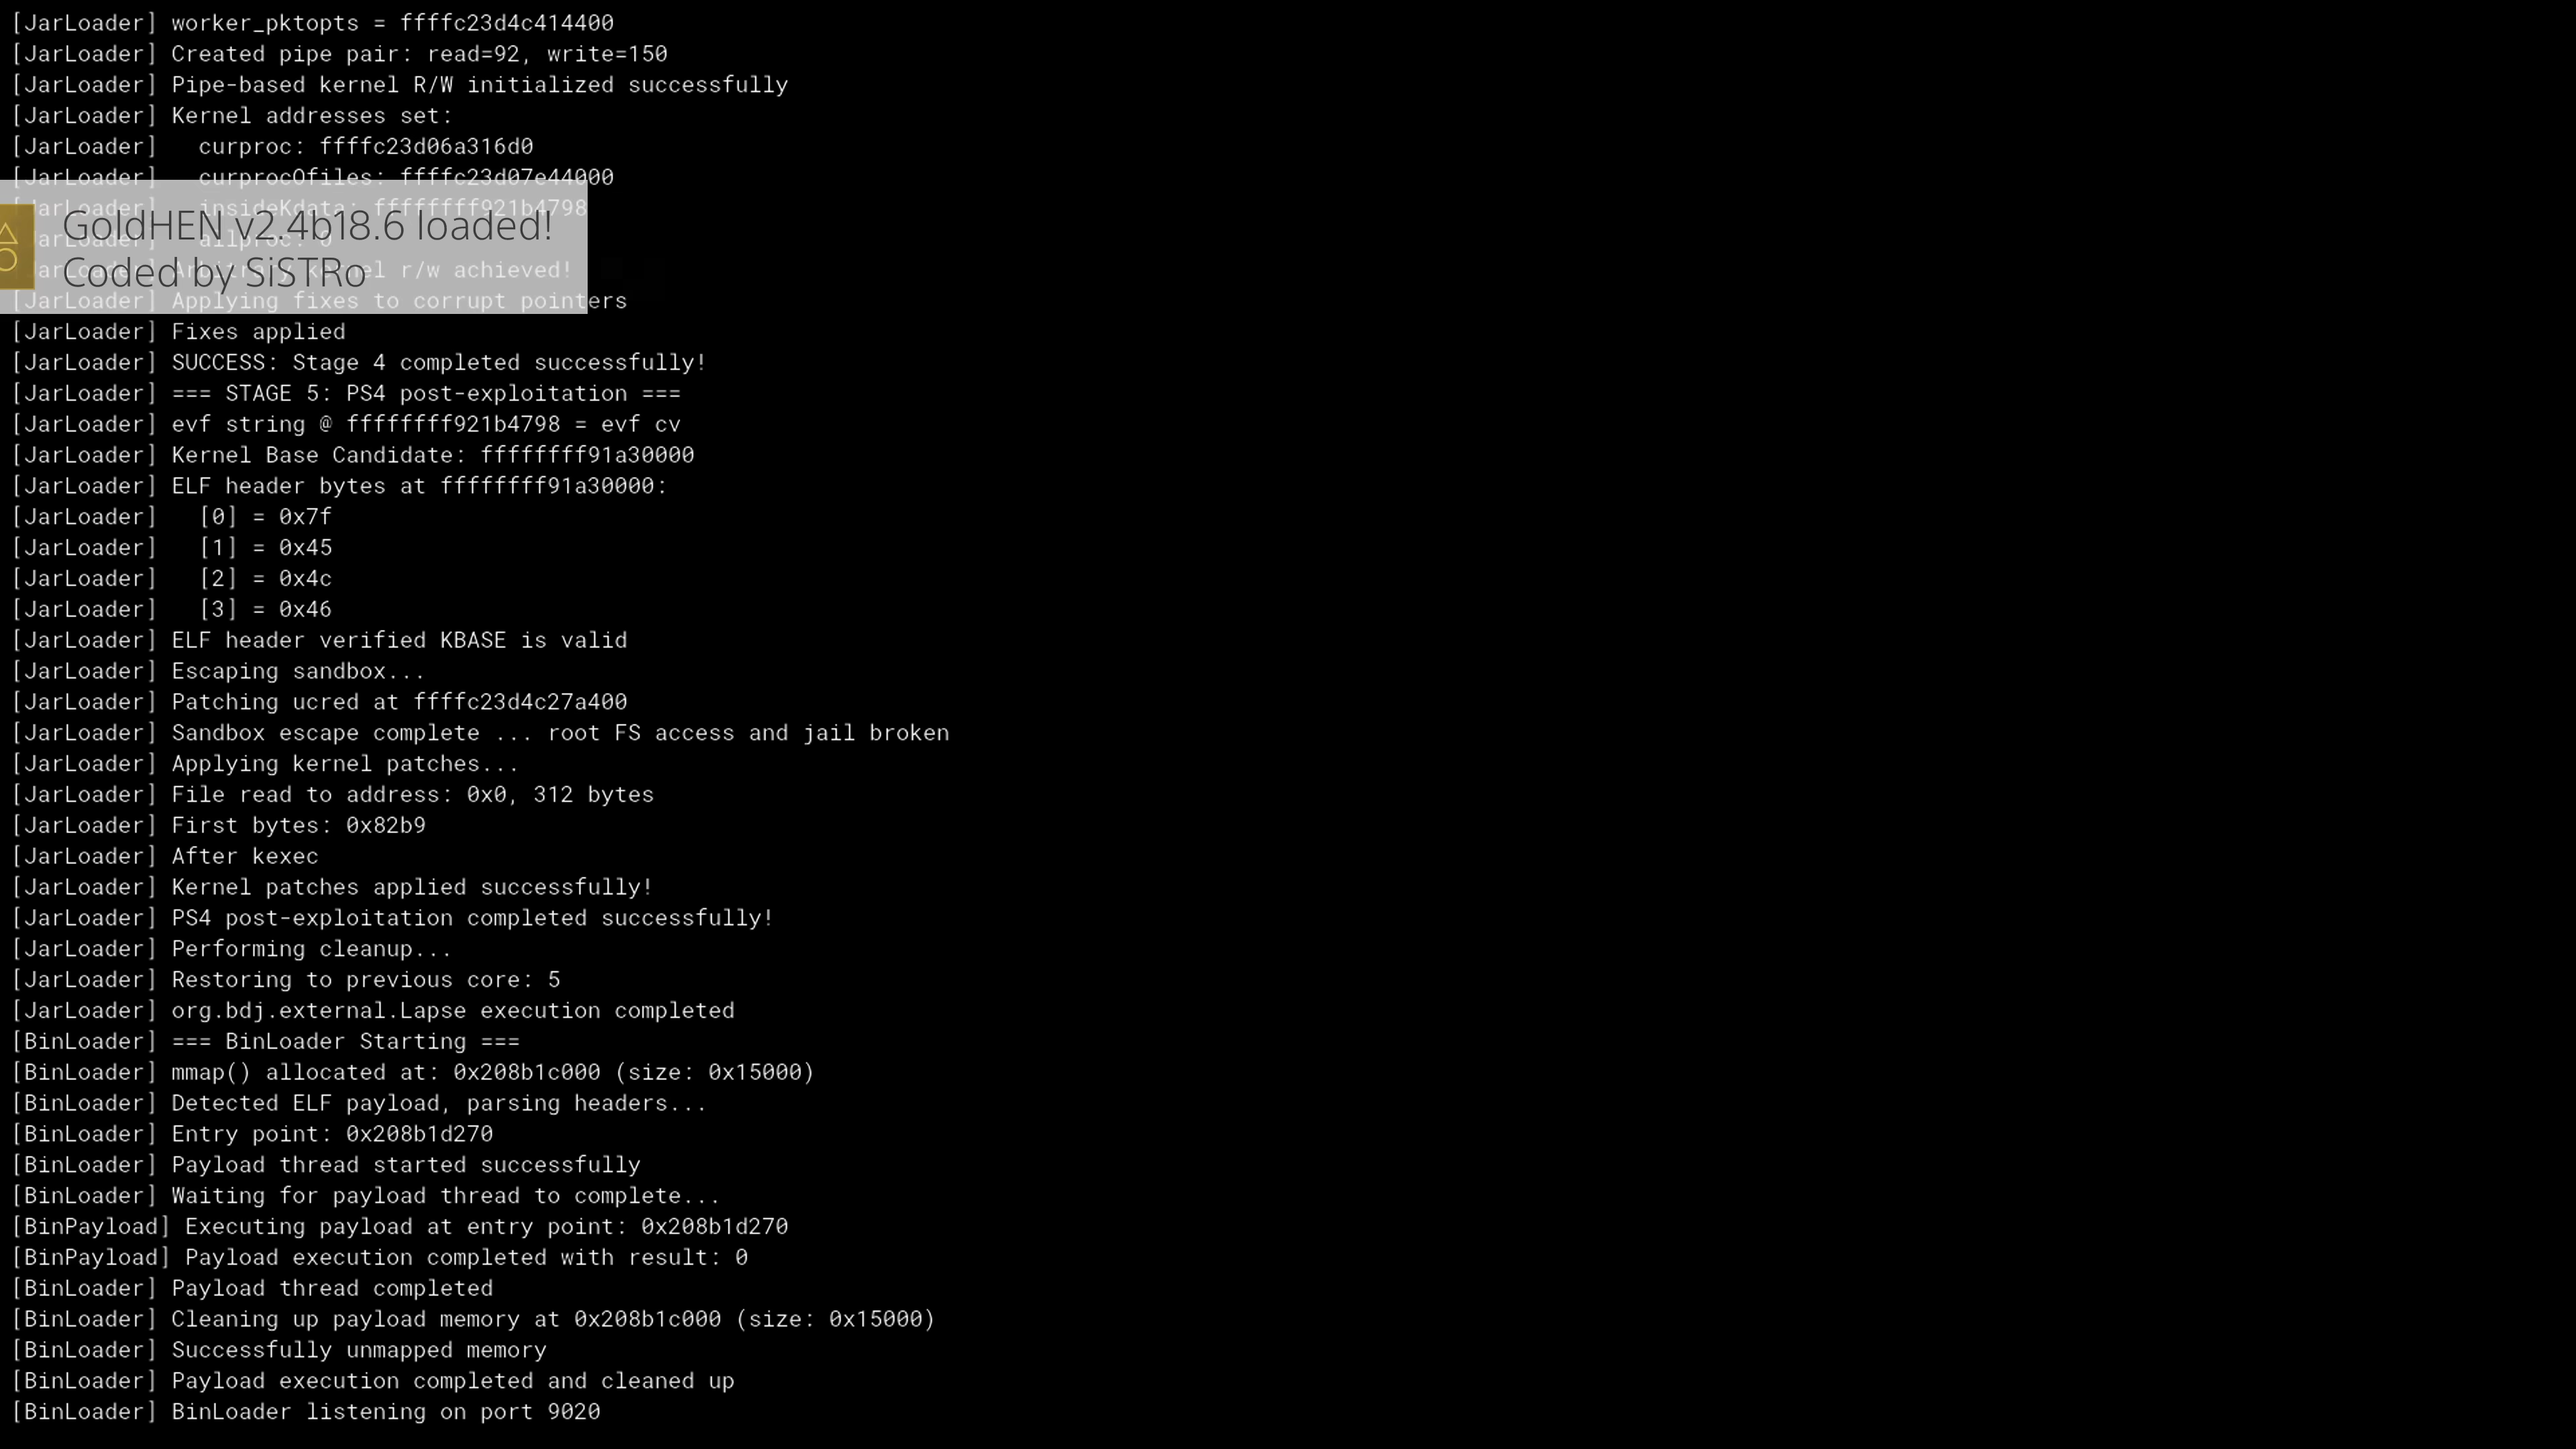 [JarLoader] worker_pktopts = ffffc23d4c414400
[JarLoader] Created pipe pair: read=92, write=150
[JarLoader] Pipe-based kernel R/W initialized successfully
[JarLoader] Kernel addresses set:
[JarLoader]   curproc: ffffc23d06a316d0
[JarLoader]   curprocOfiles: ffffc23d07e44000
[JarLoader]   insideKdata: ffffffff921b4798
GoldHEN v2.4b18.6 loaded!
[JarLoader]   allproc: 0
[JarLoader] Arbitrary kernel r/w achieved!
Coded by SiSTRo
[JarLoader] Applying fixes to corrupt pointers
[JarLoader] Fixes applied
[JarLoader] SUCCESS: Stage 4 completed successfully!
[JarLoader] === STAGE 5: PS4 post-exploitation ===
[JarLoader] evf string @ ffffffff921b4798 = evf cv
[JarLoader] Kernel Base Candidate: ffffffff91a30000
[JarLoader] ELF header bytes at ffffffff91a30000:
[JarLoader]   [0] = 0x7f
[JarLoader]   [1] = 0x45
[JarLoader]   [2] = 0x4c
[JarLoader]   [3] = 0x46
[JarLoader] ELF header verified KBASE is valid
[JarLoader] Escaping sandbox...
[JarLoader] Patching ucred at ffffc23d4c27a400
[JarLoader] Sandbox escape complete ... root FS access and jail broken
[JarLoader] Applying kernel patches...
[JarLoader] File read to address: 0x0, 312 bytes
[JarLoader] First bytes: 0x82b9
[JarLoader] After kexec
[JarLoader] Kernel patches applied successfully!
[JarLoader] PS4 post-exploitation completed successfully!
[JarLoader] Performing cleanup...
[JarLoader] Restoring to previous core: 5
[JarLoader] org.bdj.external.Lapse execution completed
[BinLoader] === BinLoader Starting ===
[BinLoader] mmap() allocated at: 0x208b1c000 (size: 0x15000)
[BinLoader] Detected ELF payload, parsing headers...
[BinLoader] Entry point: 0x208b1d270
[BinLoader] Payload thread started successfully
[BinLoader] Waiting for payload thread to complete...
[BinPayload] Executing payload at entry point: 0x208b1d270
[BinPayload] Payload execution completed with result: 0
[BinLoader] Payload thread completed
[BinLoader] Cleaning up payload memory at 0x208b1c000 (size: 0x15000)
[BinLoader] Successfully unmapped memory
[BinLoader] Payload execution completed and cleaned up
[BinLoader] BinLoader listening on port 9020